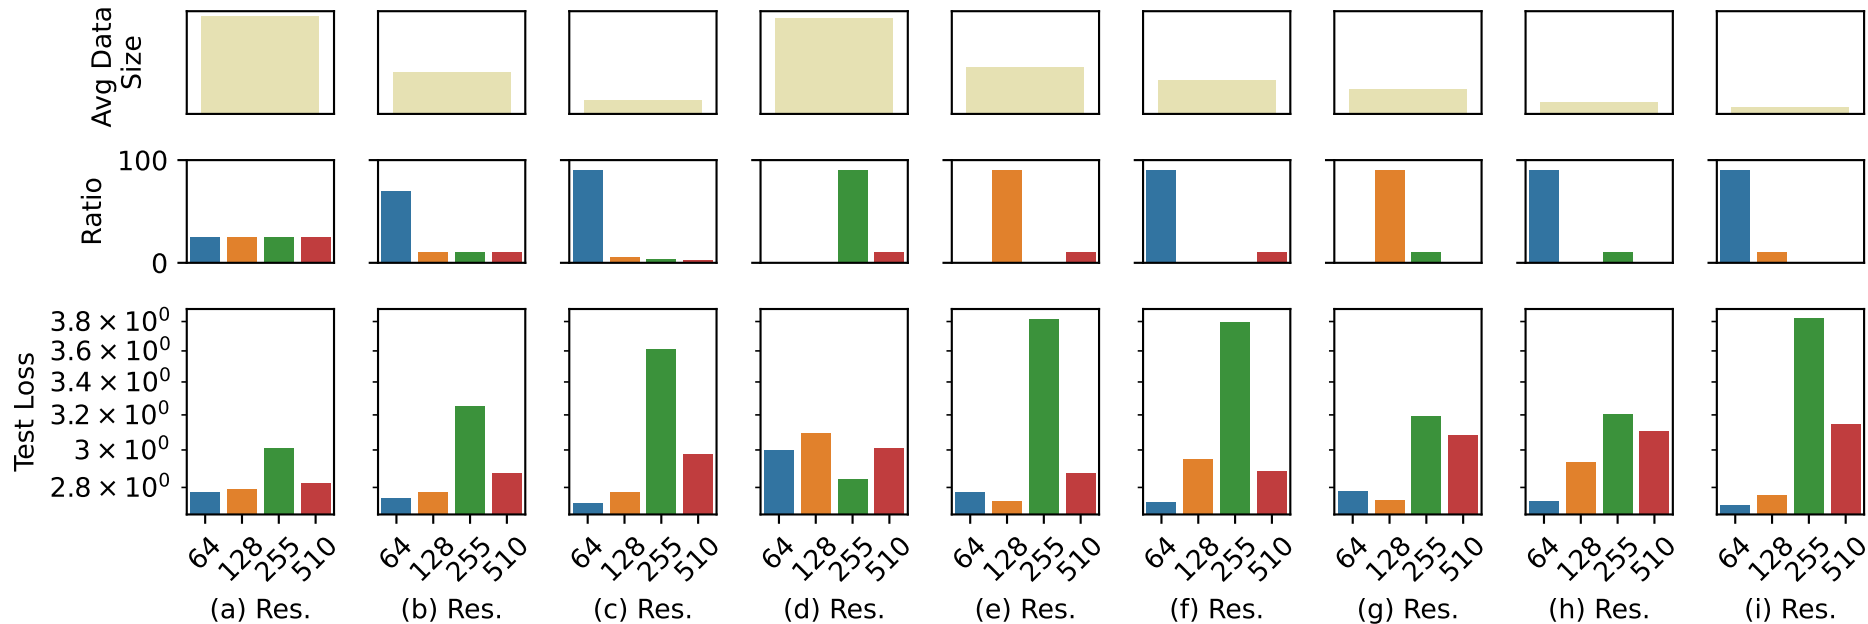 Avg Data
Size
Ratio
100
0
Test Loss
3.8 × 10⁰
3.6 × 10⁰
3.4 × 10⁰
3.2 × 10⁰
3 × 10⁰
2.8 × 10⁰
64 128 255 510 64 128 255 510 64 128 255 510 64 128 255 510 64 128 255 510 64 128 255 510 64 128 255 510 64 128 255 510 64 128 255 510
(a) Res. (b) Res. (c) Res. (d) Res. (e) Res. (f) Res. (g) Res. (h) Res. (i) Res.